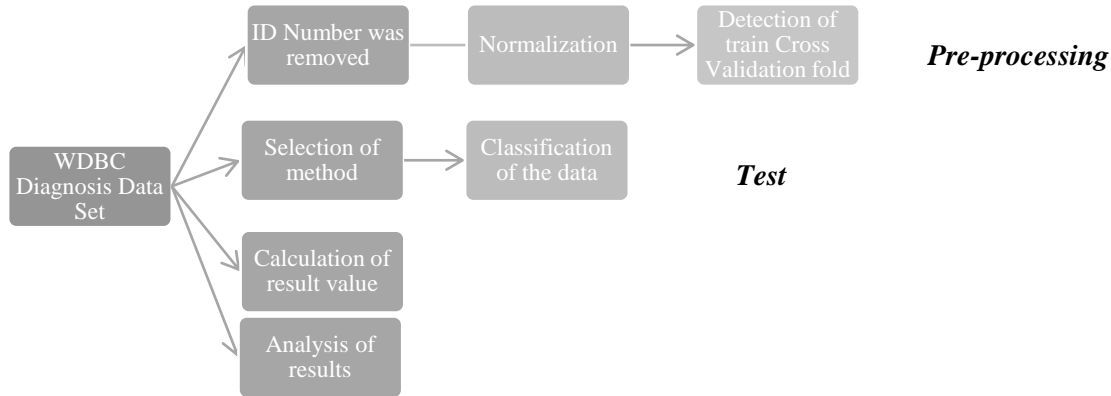 ID Number was
removed
Normalization
Detection of
train Cross
Validation fold
Pre-processing
WDBC
Diagnosis Data
Set
Selection of
method
Classification
of the data
Test
Calculation of
result value
Analysis of
results